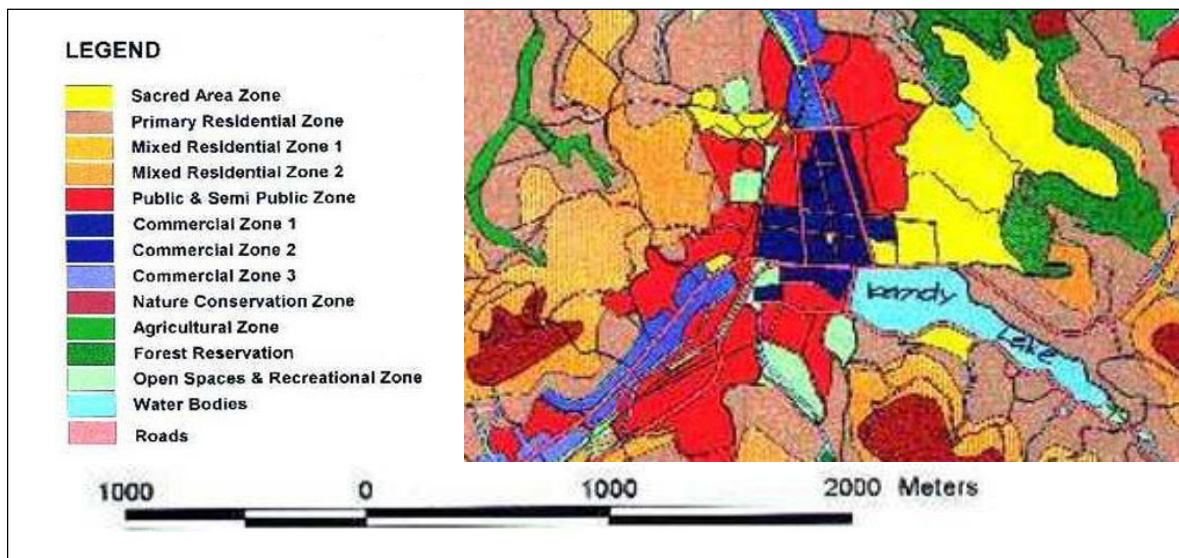 LEGEND
Sacred Area Zone
Primary Residential Zone
Mixed Residential Zone 1
Mixed Residential Zone 2
Public & Semi Public Zone
Commercial Zone 1
Commercial Zone 2
Commercial Zone 3
Nature Conservation Zone
Agricultural Zone
Forest Reservation
Open Spaces & Recreational Zone
Water Bodies
Roads
kandy
Lake
1000 0 1000 2000 Meters